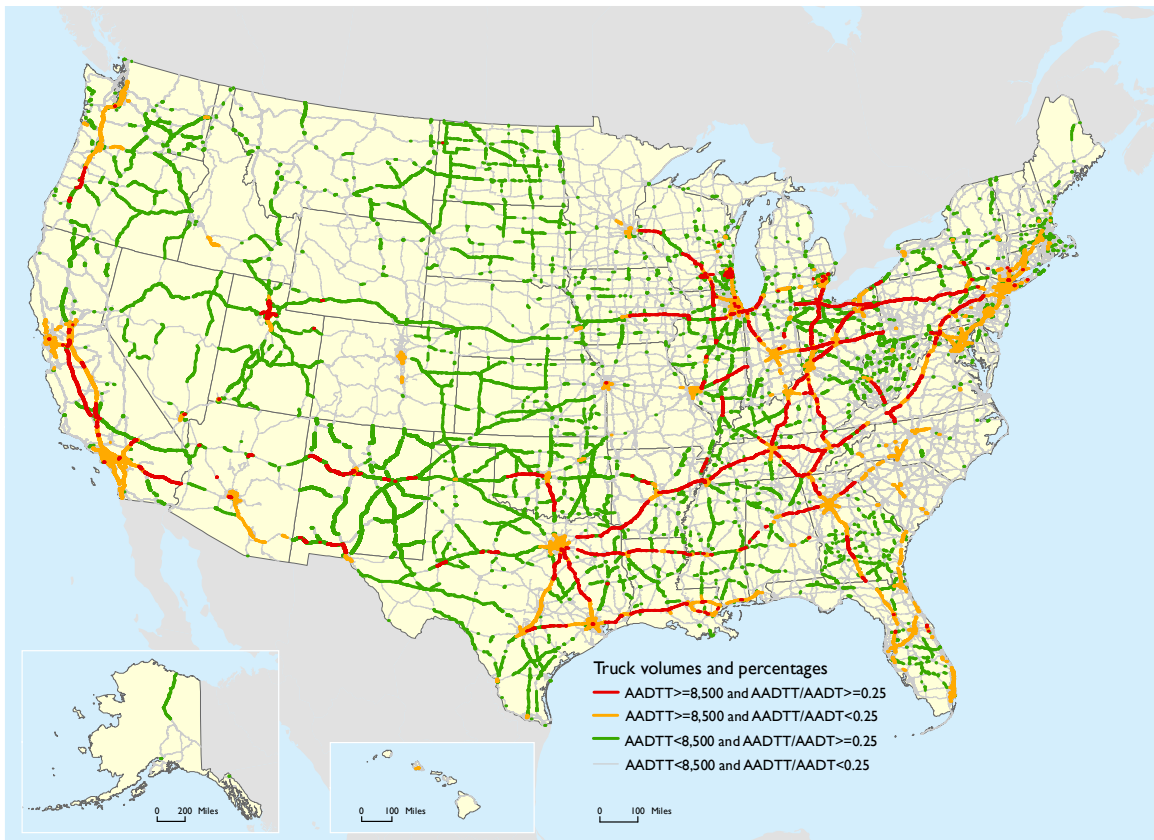 Truck volumes and percentages
AADTT>=8,500 and AADTT/AADT>=0.25
AADTT>=8,500 and AADTT/AADT<0.25
AADTT<8,500 and AADTT/AADT>=0.25
AADTT<8,500 and AADTT/AADT<0.25
0 200 Miles
0 100 Miles
0 100 Miles